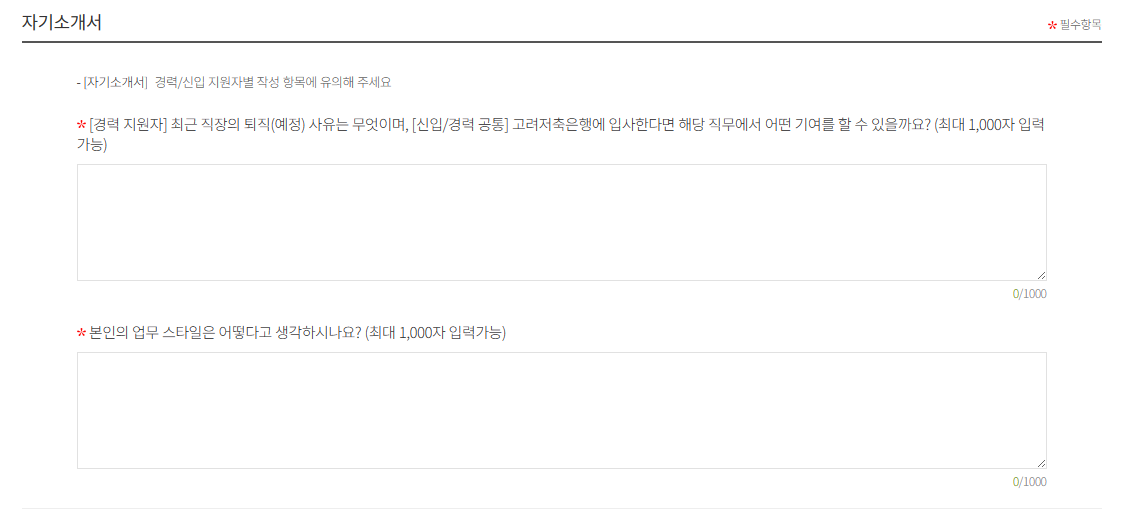 자기소개서
* 필수항목
- [자기소개서] 경력/신입 지원자별 작성 항목에 유의해 주세요
* [경력 지원자] 최근 직장의 퇴직(예정) 사유는 무엇이며, [신입/경력 공통] 고려저축은행에 입사한다면 해당 직무에서 어떤 기여를 할 수 있을까요? (최대 1,000자 입력
가능)
0/1000
* 본인의 업무 스타일은 어떻다고 생각하시나요? (최대 1,000자 입력가능)
0/1000